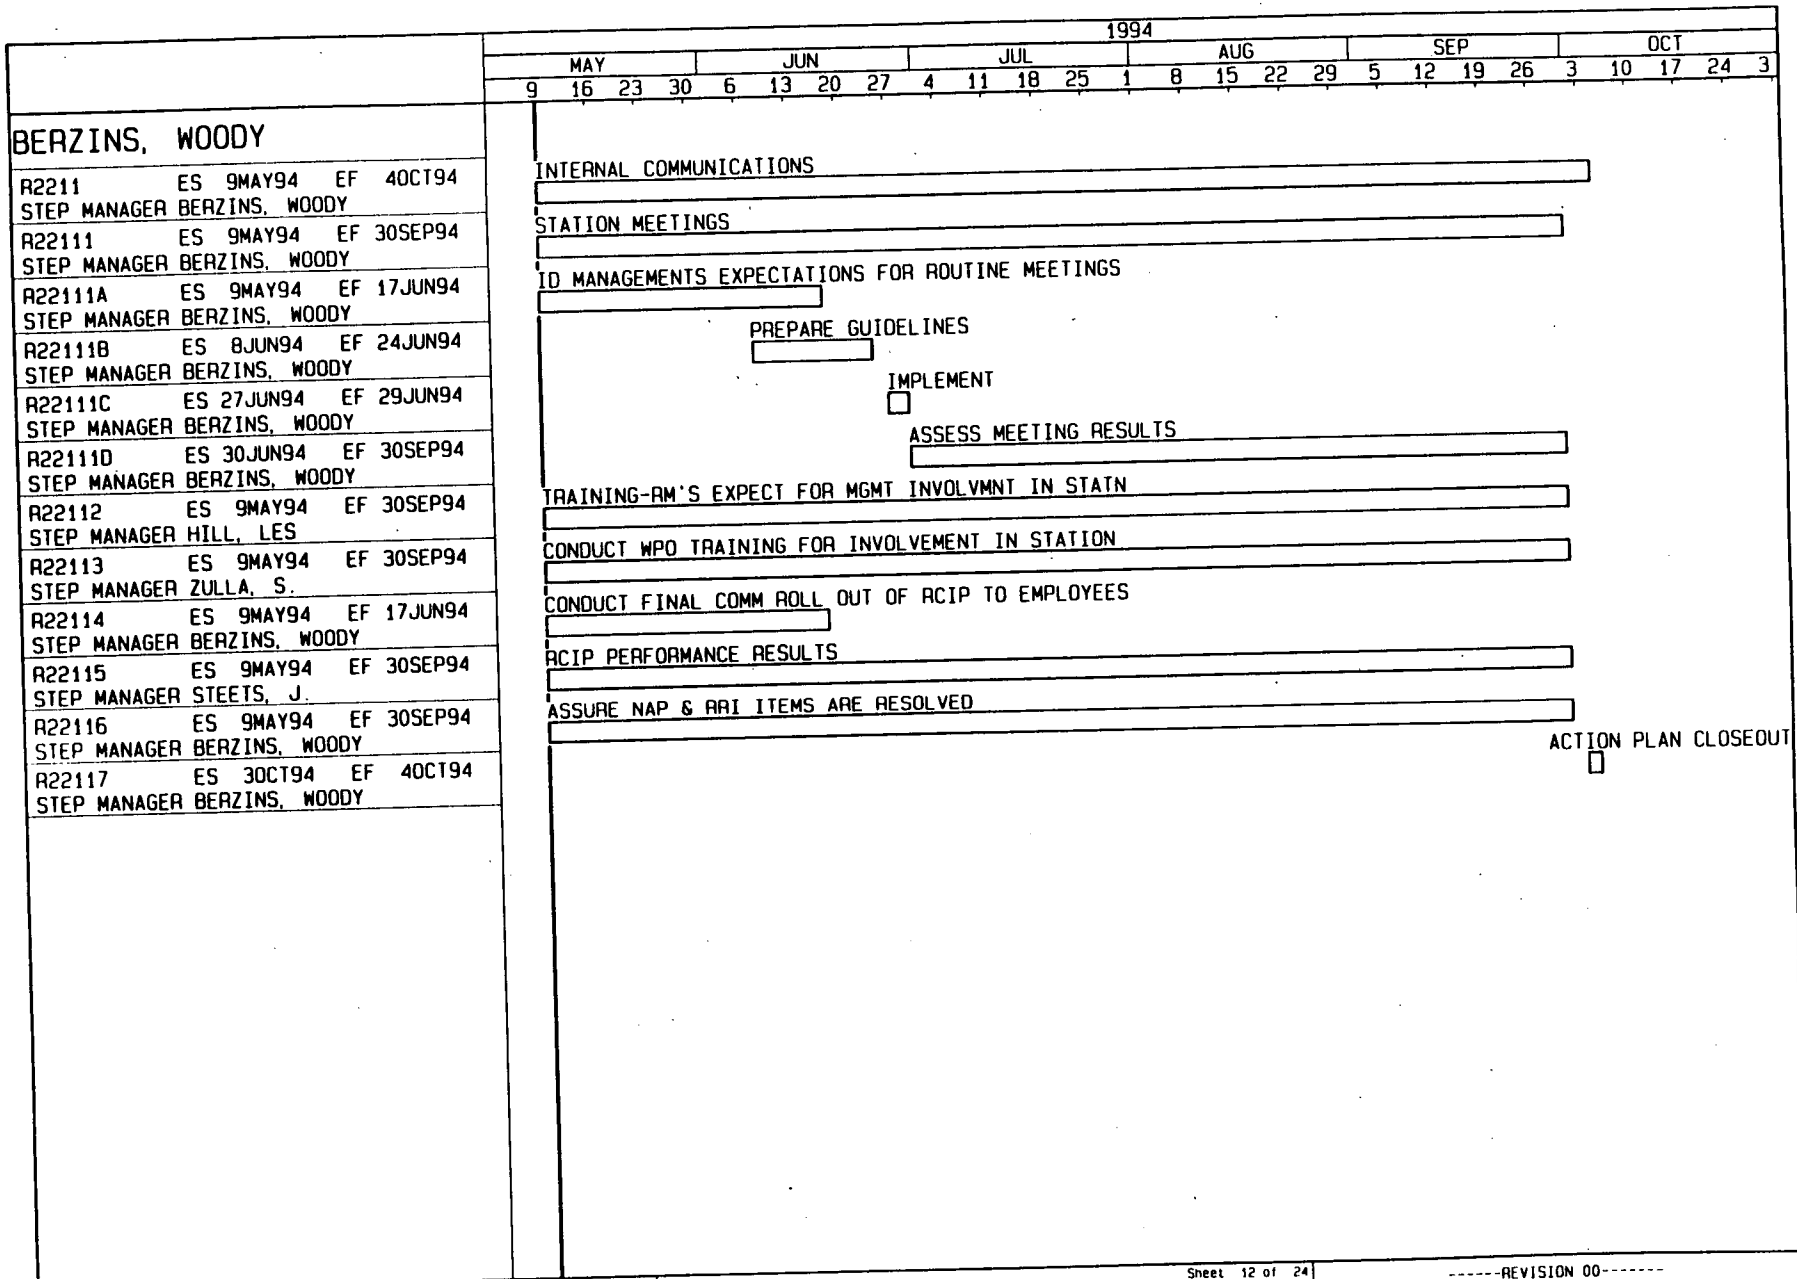 1994
MAY JUN JUL AUG SEP OCT
9 16 23 30 6 13 20 27 4 11 18 25 1 8 15 22 29 5 12 19 26 3 10 17 24 3
BERZINS, WOODY
R2211 ES 9MAY94 EF 4OCT94
STEP MANAGER BERZINS, WOODY
INTERNAL COMMUNICATIONS
R22111 ES 9MAY94 EF 30SEP94
STEP MANAGER BERZINS, WOODY
STATION MEETINGS
R22111A ES 9MAY94 EF 17JUN94
STEP MANAGER BERZINS, WOODY
ID MANAGEMENTS EXPECTATIONS FOR ROUTINE MEETINGS
R22111B ES 8JUN94 EF 24JUN94
STEP MANAGER BERZINS, WOODY
PREPARE GUIDELINES
R22111C ES 27JUN94 EF 29JUN94
STEP MANAGER BERZINS, WOODY
IMPLEMENT
R22111D ES 30JUN94 EF 30SEP94
STEP MANAGER BERZINS, WOODY
ASSESS MEETING RESULTS
R22112 ES 9MAY94 EF 30SEP94
STEP MANAGER HILL, LES
TRAINING-RM'S EXPECT FOR MGMT INVOLVMNT IN STATN
R22113 ES 9MAY94 EF 30SEP94
STEP MANAGER ZULLA, S.
CONDUCT WPO TRAINING FOR INVOLVEMENT IN STATION
R22114 ES 9MAY94 EF 17JUN94
STEP MANAGER BERZINS, WOODY
CONDUCT FINAL COMM ROLL OUT OF RCIP TO EMPLOYEES
R22115 ES 9MAY94 EF 30SEP94
STEP MANAGER STEETS, J.
RCIP PERFORMANCE RESULTS
R22116 ES 9MAY94 EF 30SEP94
STEP MANAGER BERZINS, WOODY
ASSURE NAP & RRI ITEMS ARE RESOLVED
R22117 ES 3OCT94 EF 4OCT94
STEP MANAGER BERZINS, WOODY
ACTION PLAN CLOSEOUT
Sheet 12 of 24
------REVISION 00-------